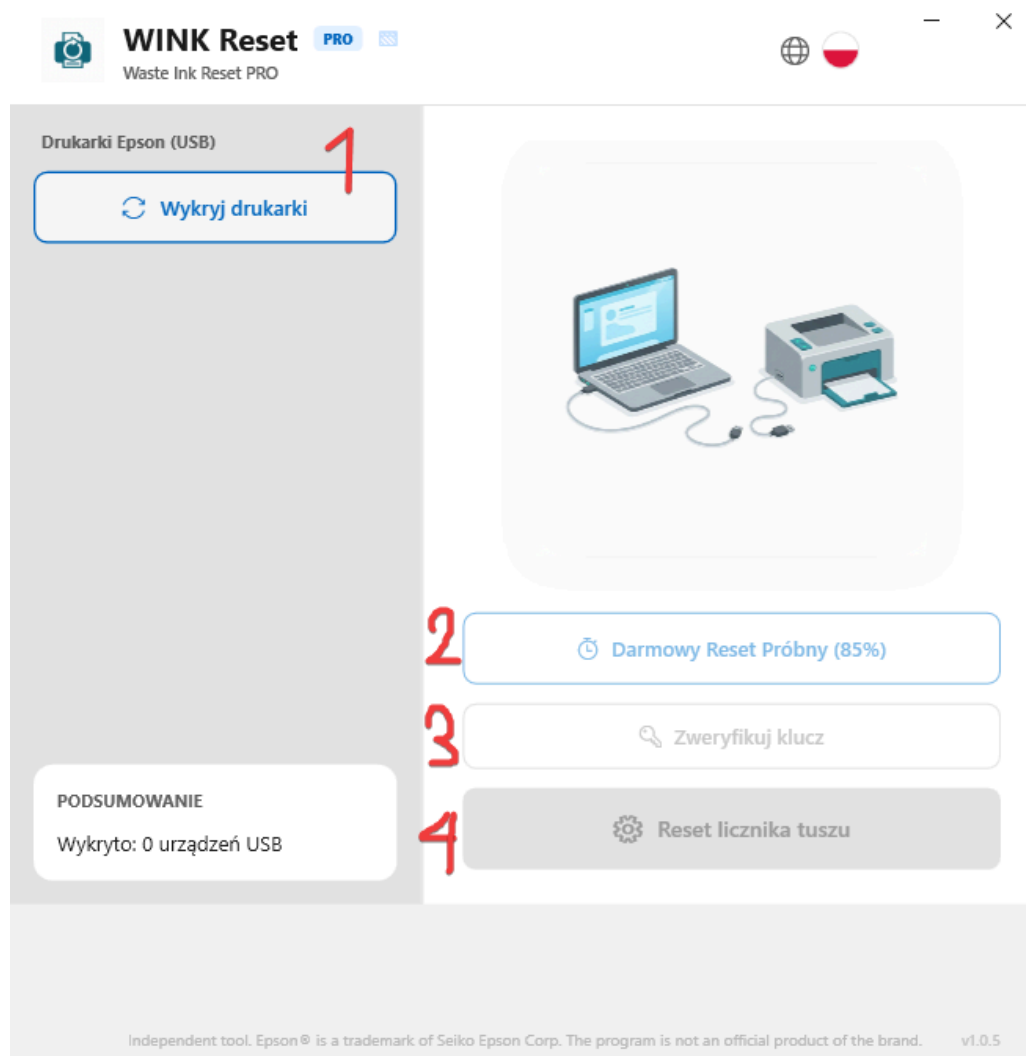 WINK Reset PRO
Waste Ink Reset PRO
Drukarki Epson (USB)
1
Wykryj drukarki
2
Darmowy Reset Próbny (85%)
3
Zweryfikuj klucz
PODSUMOWANIE
Wykryto: 0 urządzeń USB
4
Reset licznika tuszu
Independent tool. Epson® is a trademark of Seiko Epson Corp. The program is not an official product of the brand. v1.0.5